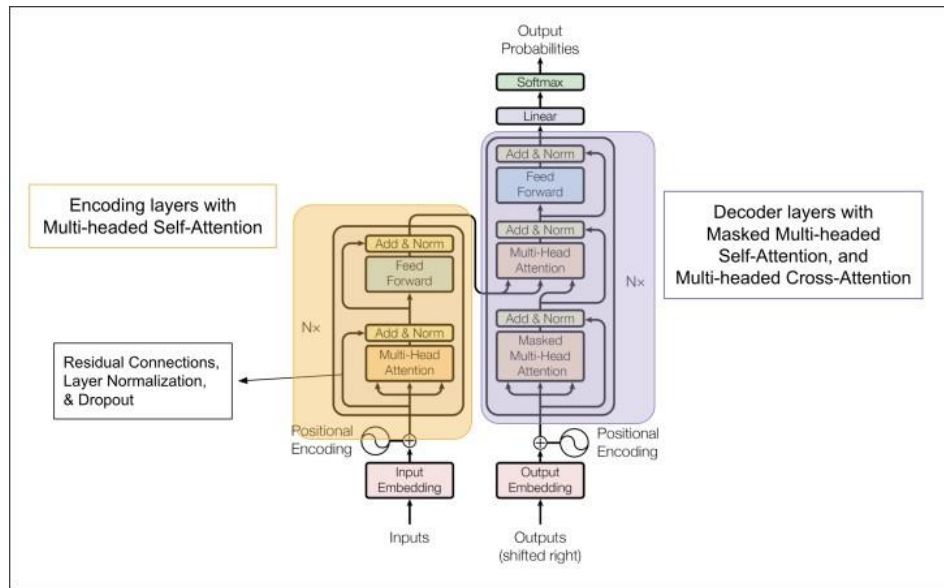 Output
Probabilities
Softmax
Linear
Add & Norm
Feed
Forward
Add & Norm
Multi-Head
Attention
Add & Norm
Masked
Multi-Head
Attention
Nx
Decoder layers with
Masked Multi-headed
Self-Attention, and
Multi-headed Cross-Attention
Encoding layers with
Multi-headed Self-Attention
Add & Norm
Feed
Forward
Nx
Add & Norm
Multi-Head
Attention
Residual Connections,
Layer Normalization,
& Dropout
Positional
Encoding
Positional
Encoding
Input
Embedding
Output
Embedding
Inputs
Outputs
(shifted right)